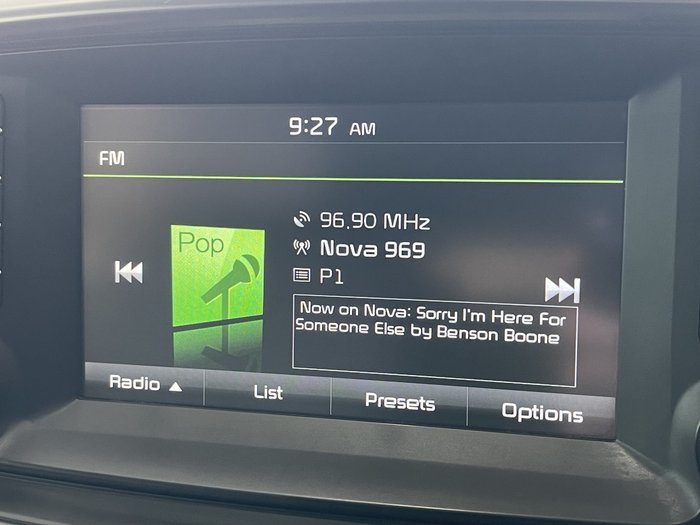 9:27 AM
FM
Pop
96.90 MHz
Nova 969
P1
Now on Nova: Sorry I'm Here For
Someone Else by Benson Boone
Radio ▲
List
Presets
Options